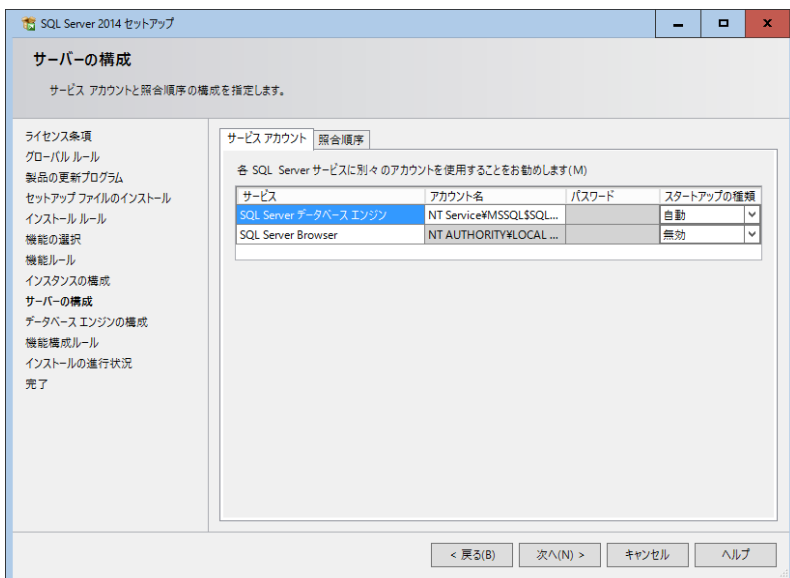 SQL Server 2014 セットアップ
サーバーの構成
サービス アカウントと照合順序の構成を指定します。
ライセンス条項
グローバル ルール
製品の更新プログラム
セットアップ ファイルのインストール
インストール ルール
機能の選択
機能ルール
インスタンスの構成
サーバーの構成
データベース エンジンの構成
機能構成ルール
インストールの進行状況
完了
サービス アカウント 照合順序
各 SQL Server サービスに別々のアカウントを使用することをお勧めします(M)
サービス アカウント名 パスワード スタートアップの種類
SQL Server データベース エンジン NT Service¥MSSQL$SQL... 自動
SQL Server Browser NT AUTHORITY¥LOCAL ... 無効
< 戻る(B) 次へ(N) > キャンセル ヘルプ